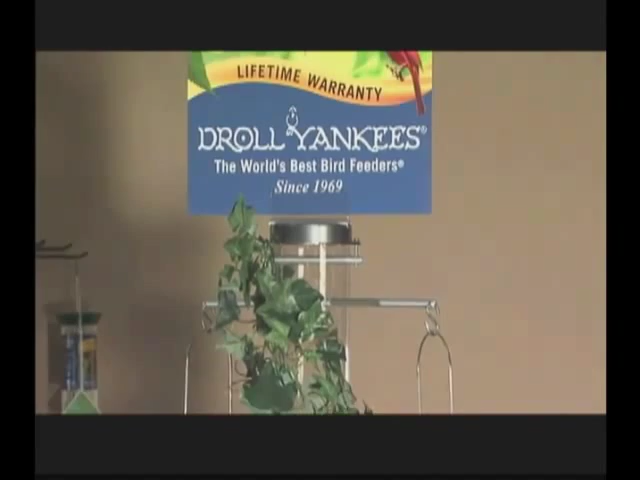 LIFETIME WARRANTY
DROLL YANKEES®
The World's Best Bird Feeders®
Since 1969